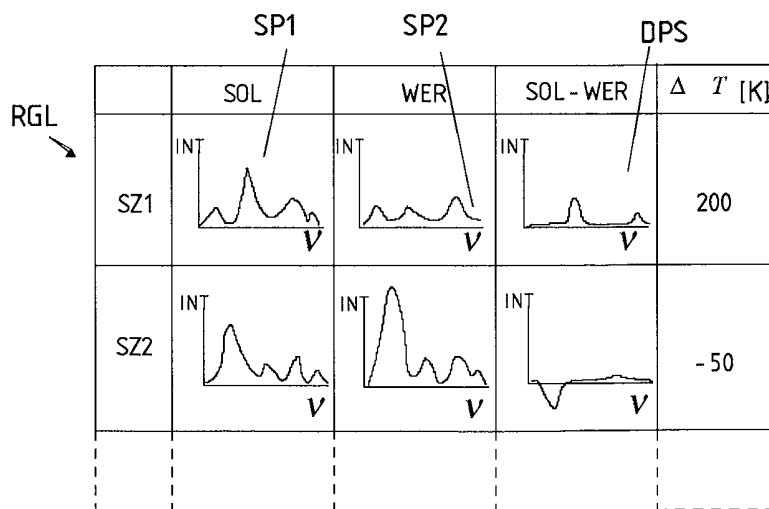 SP1 SP2 DPS
RGL
SOL WER SOL-WER Δ T [K]
SZ1 INT ν INT ν INT ν 200
SZ2 INT ν INT ν INT ν -50